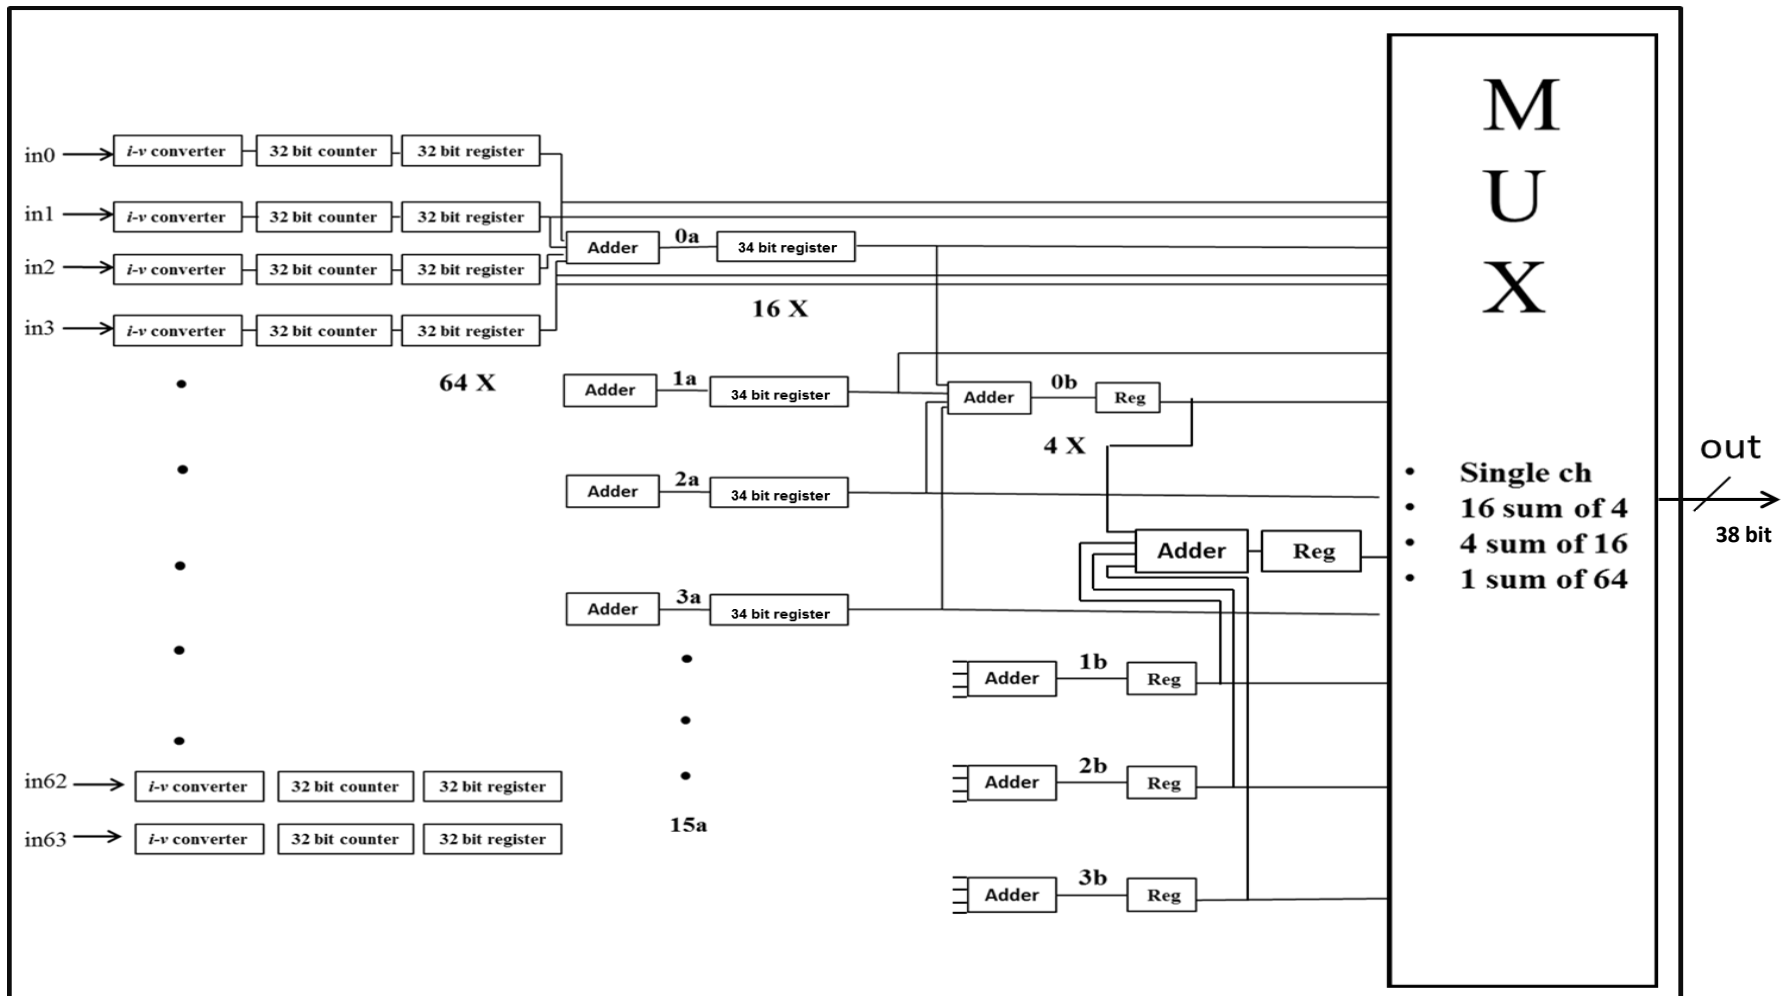 M
U
X
in0 i-v converter 32 bit counter 32 bit register
in1 i-v converter 32 bit counter 32 bit register
Adder 0a 34 bit register
in2 i-v converter 32 bit counter 32 bit register
16 X
in3 i-v converter 32 bit counter 32 bit register
64 X
Adder 1a 34 bit register
Adder 0b Reg
4 X
Adder 2a 34 bit register
Adder Reg
Adder 3a 34 bit register
• Single ch
• 16 sum of 4
• 4 sum of 16
• 1 sum of 64
out
38 bit
Adder 1b Reg
Adder 2b Reg
in62 i-v converter 32 bit counter 32 bit register
15a
in63 i-v converter 32 bit counter 32 bit register
Adder 3b Reg